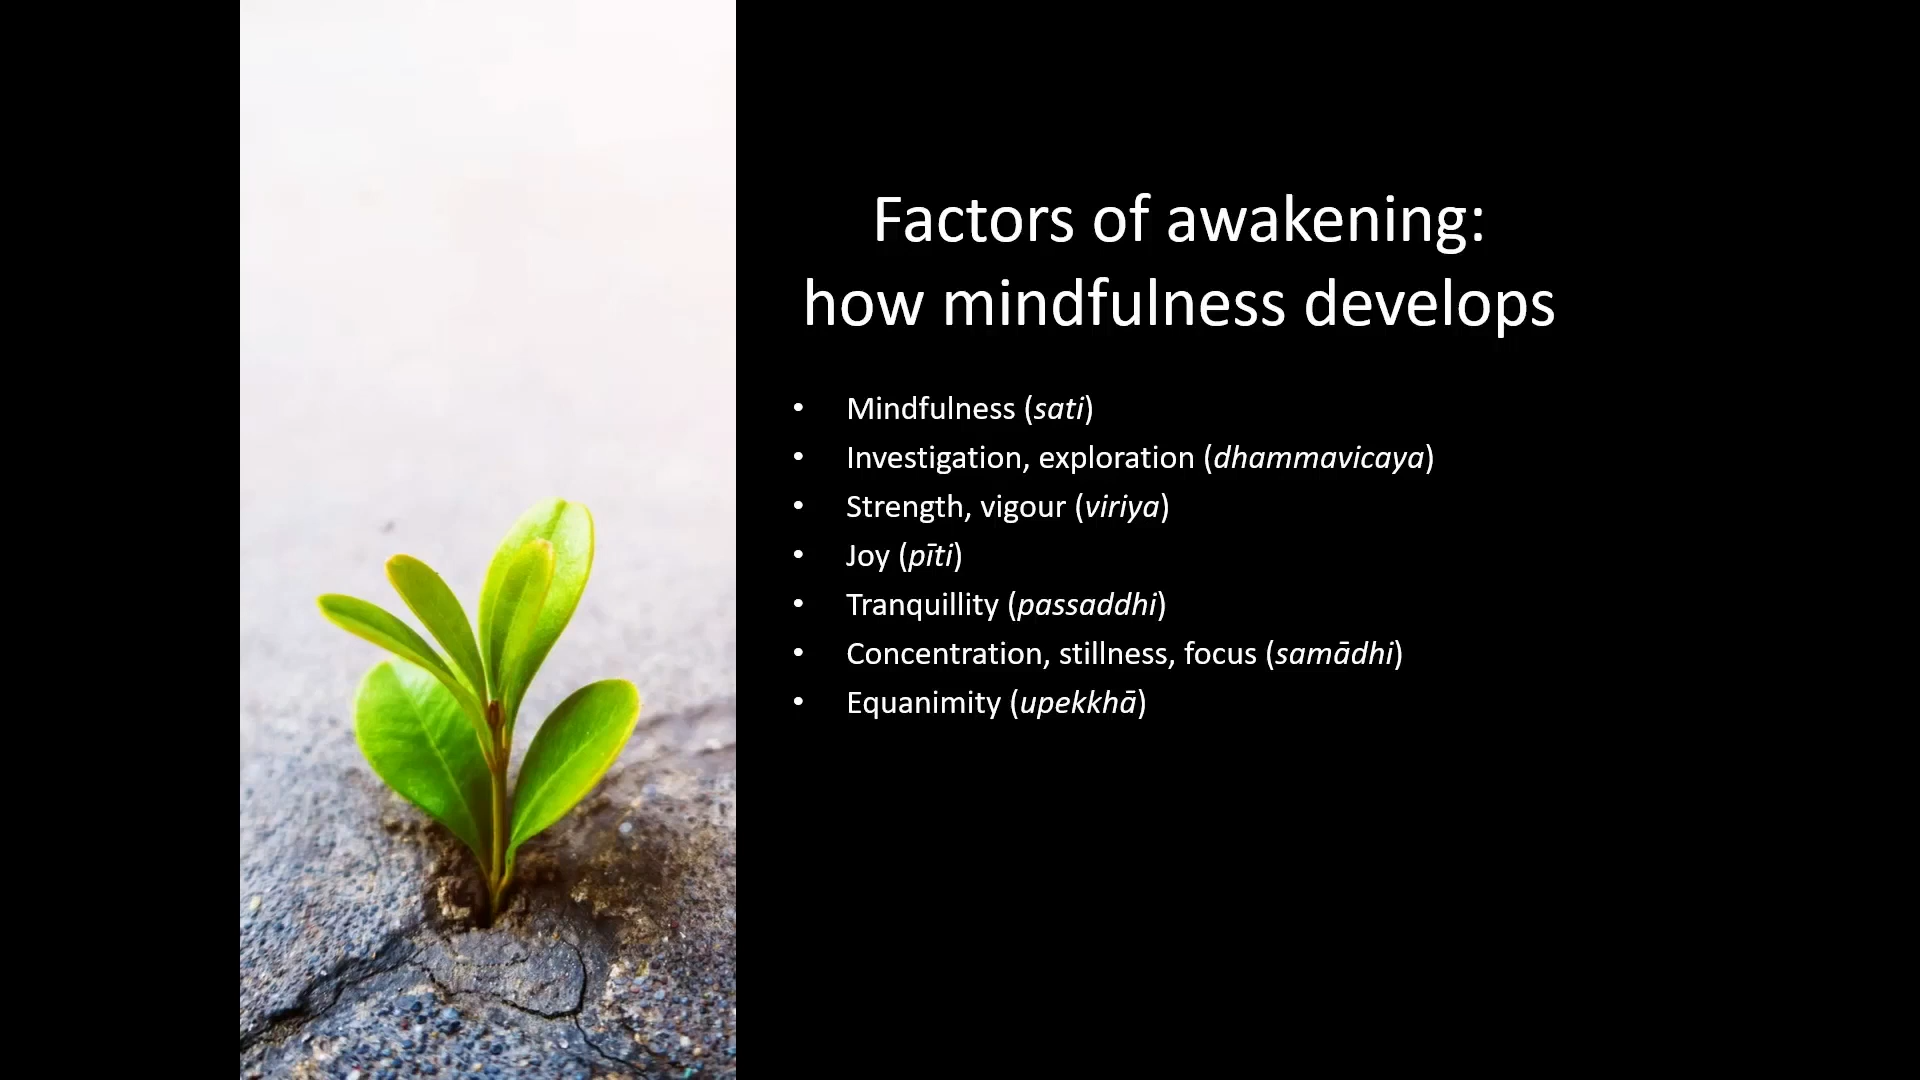 Factors of awakening:
how mindfulness develops
• Mindfulness (sati)
• Investigation, exploration (dhammavicaya)
• Strength, vigour (viriya)
• Joy (pīti)
• Tranquillity (passaddhi)
• Concentration, stillness, focus (samādhi)
• Equanimity (upekkhā)